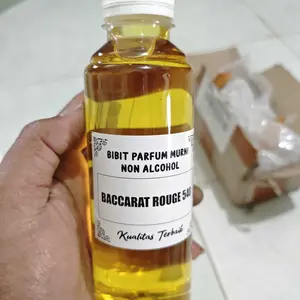 BIBIT PARFUM MURNI
NON ALCOHOL
BACCARAT ROUGE 540
Kualitas Terbaik